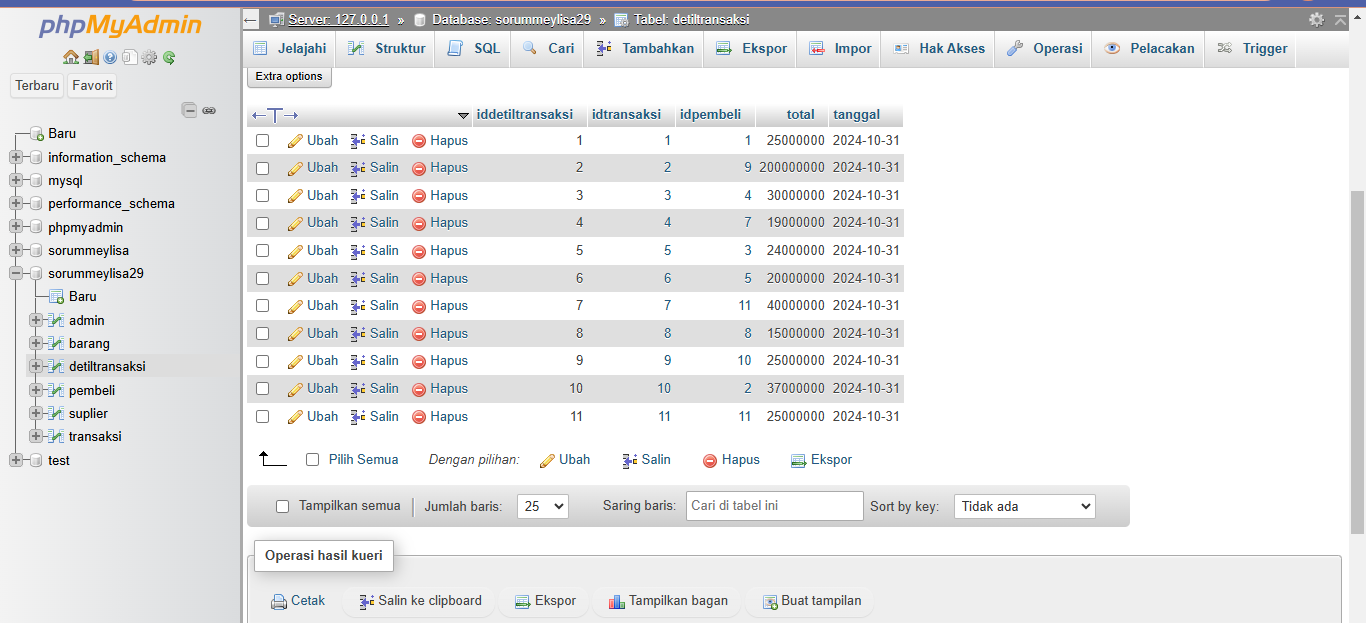 phpMyAdmin
Terbaru Favorit
Baru
information_schema
mysql
performance_schema
phpmyadmin
sorummeylisa
sorummeylisa29
Baru
admin
barang
detiltransaksi
pembeli
suplier
transaksi
test
Server: 127.0.0.1 » Database: sorummeylisa29 » Tabel: detiltransaksi
Jelajahi Struktur SQL Cari Tambahkan Ekspor Impor Hak Akses Operasi Pelacakan Trigger
Extra options
←T→ iddetiltransaksi idtransaksi idpembeli total tanggal
Ubah Salin Hapus 1 1 1 25000000 2024-10-31
Ubah Salin Hapus 2 2 9 200000000 2024-10-31
Ubah Salin Hapus 3 3 4 30000000 2024-10-31
Ubah Salin Hapus 4 4 7 19000000 2024-10-31
Ubah Salin Hapus 5 5 3 24000000 2024-10-31
Ubah Salin Hapus 6 6 5 20000000 2024-10-31
Ubah Salin Hapus 7 7 11 40000000 2024-10-31
Ubah Salin Hapus 8 8 8 15000000 2024-10-31
Ubah Salin Hapus 9 9 10 25000000 2024-10-31
Ubah Salin Hapus 10 10 2 37000000 2024-10-31
Ubah Salin Hapus 11 11 11 25000000 2024-10-31
Pilih Semua Dengan pilihan: Ubah Salin Hapus Ekspor
Tampilkan semua Jumlah baris: 25 Saring baris: Cari di tabel ini Sort by key: Tidak ada
Operasi hasil kueri
Cetak Salin ke clipboard Ekspor Tampilkan bagan Buat tampilan